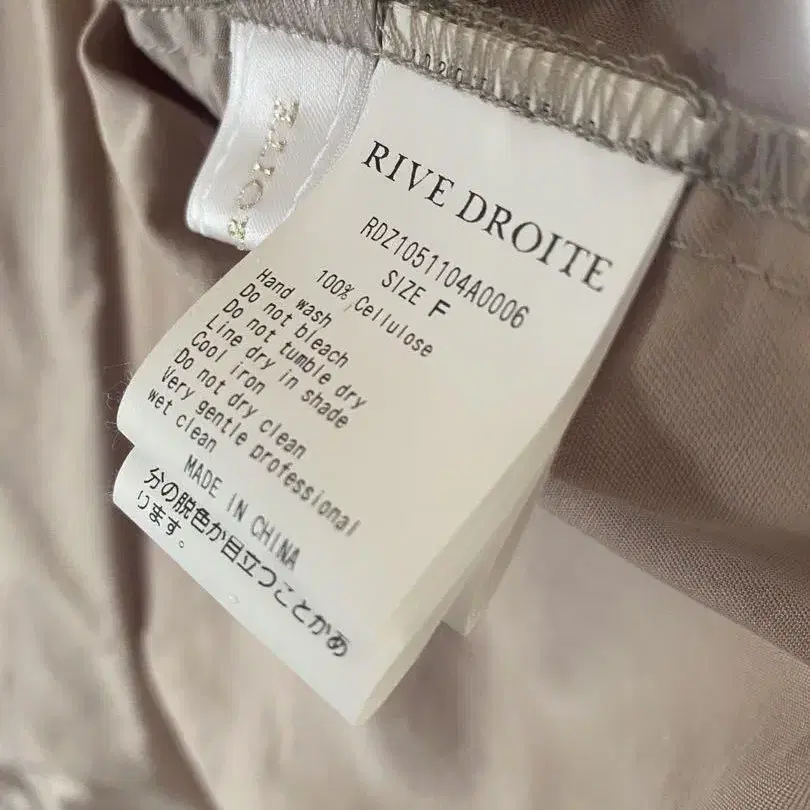 RIVE DROITE
RDZ1051104A0006
SIZE F
100% Cellulose
Hand wash
Do not bleach
Do not tumble dry
Line dry in shade
Cool iron
Do not dry clean
Very gentle professional
wet clean
MADE IN CHINA
分の脱色が目立つことがあ
ります。